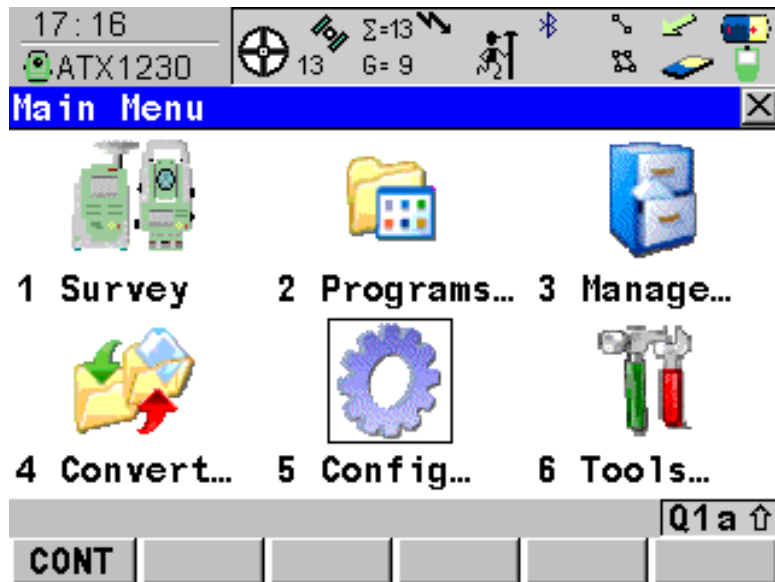 17:16 Σ=13
ATX1230 13 G= 9
Main Menu
1 Survey 2 Programs… 3 Manage…
4 Convert… 5 Config… 6 Tools…
Q1a
CONT